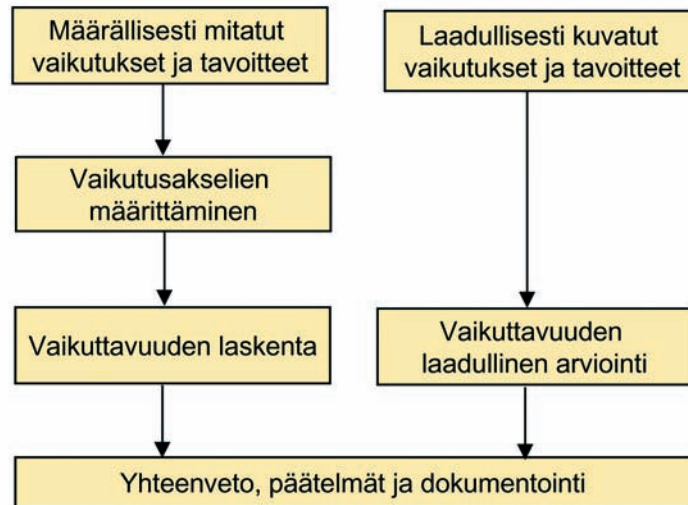 Määrällisesti mitatut
vaikutukset ja tavoitteet
Laadullisesti kuvatut
vaikutukset ja tavoitteet
Vaikutusakselien
määrittäminen
Vaikuttavuuden laskenta
Vaikuttavuuden
laadullinen arviointi
Yhteenveto, päätelmät ja dokumentointi